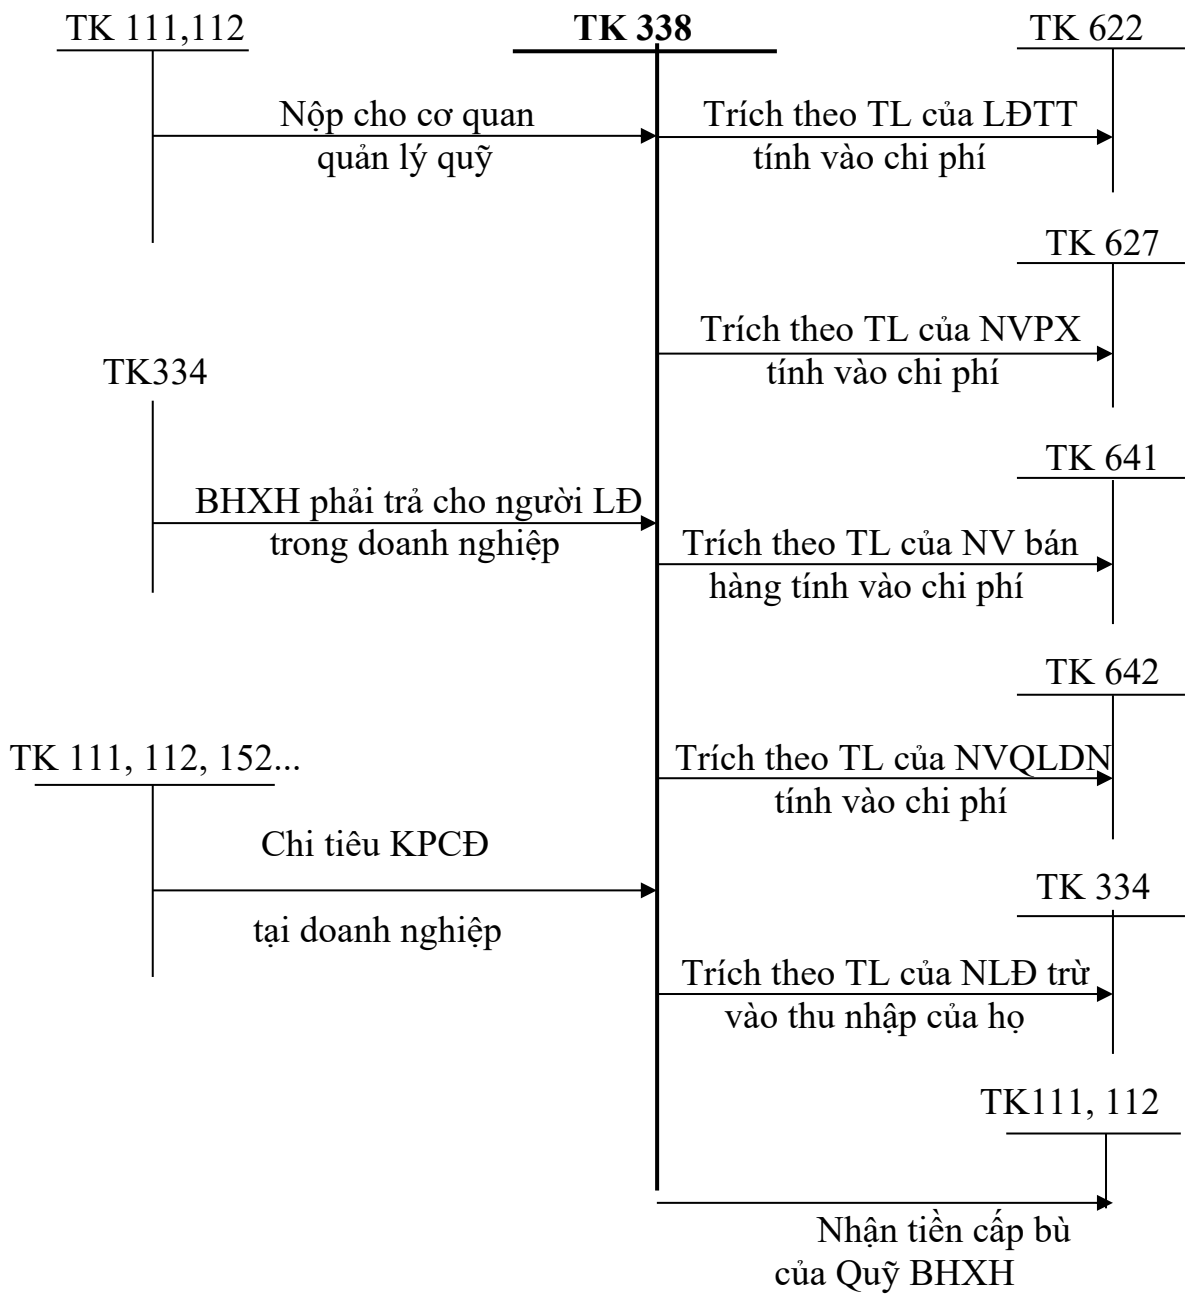 TK 111,112
TK 338
TK 622
Nộp cho cơ quan
quản lý quỹ
Trích theo TL của LĐTT
tính vào chi phí
TK 627
Trích theo TL của NVPX
tính vào chi phí
TK334
TK 641
BHXH phải trả cho người LĐ
trong doanh nghiệp
Trích theo TL của NV bán
hàng tính vào chi phí
TK 642
TK 111, 112, 152...
Trích theo TL của NVQLDN
tính vào chi phí
Chi tiêu KPCĐ
tại doanh nghiệp
TK 334
Trích theo TL của NLĐ trừ
vào thu nhập của họ
TK111, 112
Nhận tiền cấp bù
của Quỹ BHXH